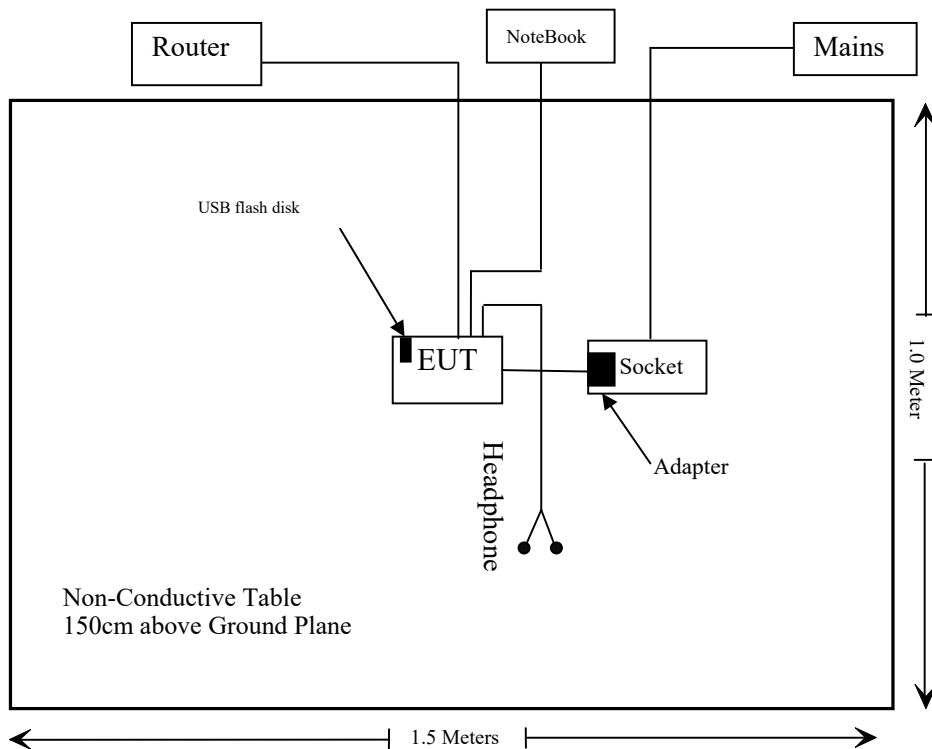 Router
NoteBook
Mains
USB flash disk
EUT
Socket
1.0 Meter
Headphone
Adapter
Non-Conductive Table
150cm above Ground Plane
1.5 Meters